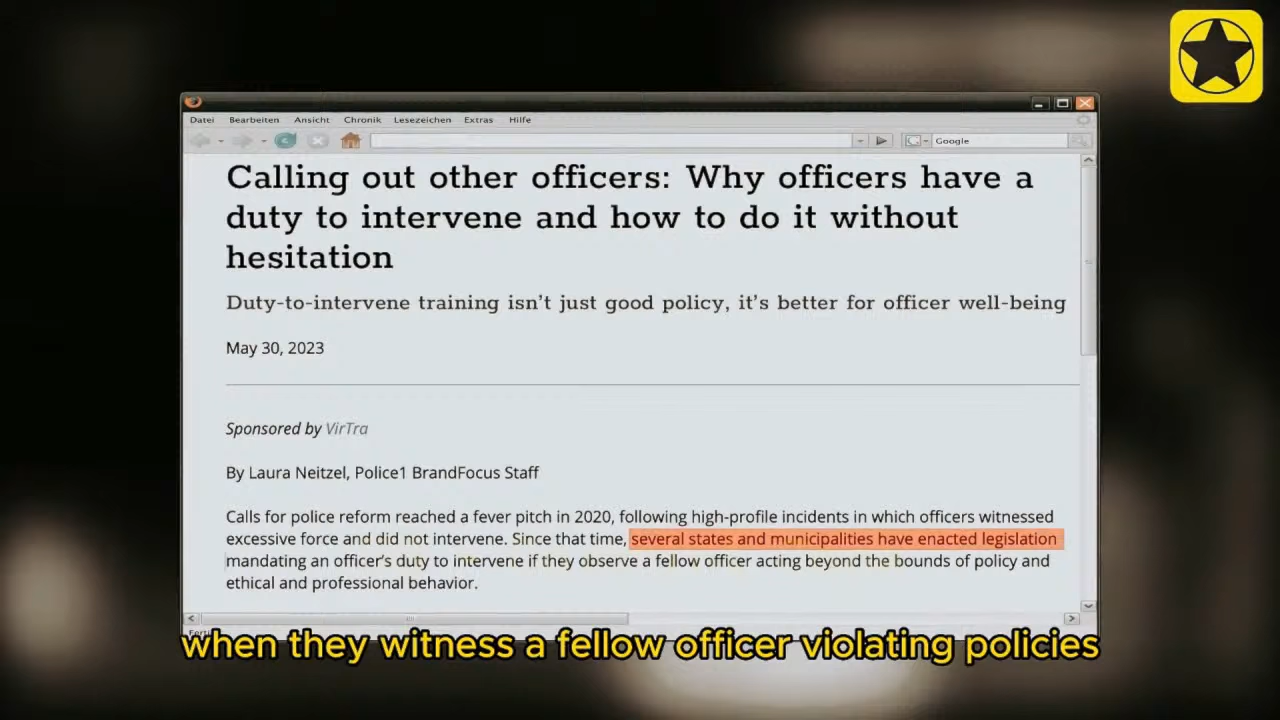 Datei Bearbeiten Ansicht Chronik Lesezeichen Extras Hilfe
Google
Calling out other officers: Why officers have a
duty to intervene and how to do it without
hesitation
Duty-to-intervene training isn't just good policy, it's better for officer well-being
May 30, 2023
Sponsored by VirTra
By Laura Neitzel, Police1 BrandFocus Staff
Calls for police reform reached a fever pitch in 2020, following high-profile incidents in which officers witnessed
excessive force and did not intervene. Since that time, several states and municipalities have enacted legislation
mandating an officer's duty to intervene if they observe a fellow officer acting beyond the bounds of policy and
ethical and professional behavior.
when they witness a fellow officer violating policies